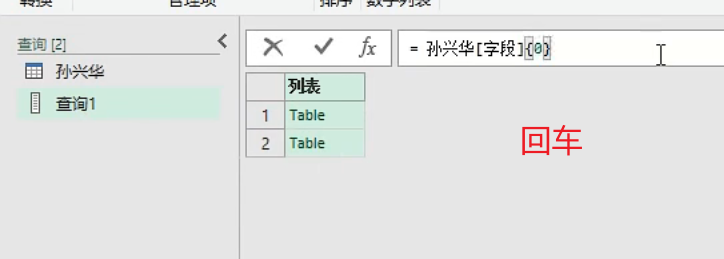 转换
管理项
排序
数字列表
查询 [2]
孙兴华
查询1
fx
= 孙兴华[字段]{0}
列表
1 Table
2 Table
回车